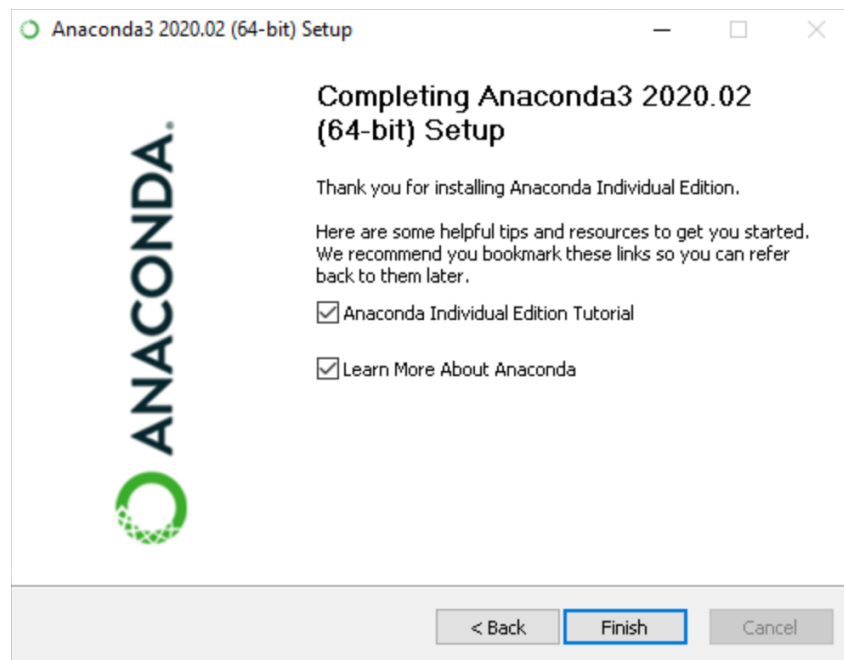 Anaconda3 2020.02 (64-bit) Setup
Completing Anaconda3 2020.02
(64-bit) Setup
Thank you for installing Anaconda Individual Edition.
Here are some helpful tips and resources to get you started.
We recommend you bookmark these links so you can refer
back to them later.
Anaconda Individual Edition Tutorial
Learn More About Anaconda
ANACONDA.
< Back
Finish
Cancel